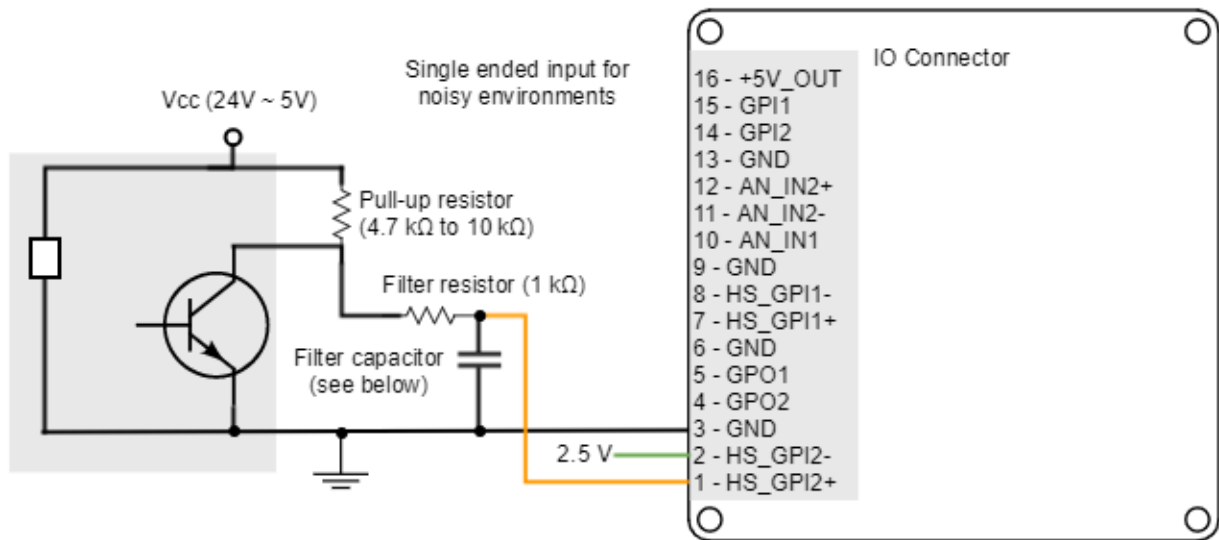 Single ended input for
noisy environments
Vcc (24V ~ 5V)
Pull-up resistor
(4.7 kΩ to 10 kΩ)
Filter resistor (1 kΩ)
Filter capacitor
(see below)
2.5 V
IO Connector
16 - +5V_OUT
15 - GPI1
14 - GPI2
13 - GND
12 - AN_IN2+
11 - AN_IN2-
10 - AN_IN1
9 - GND
8 - HS_GPI1-
7 - HS_GPI1+
6 - GND
5 - GPO1
4 - GPO2
3 - GND
2 - HS_GPI2-
1 - HS_GPI2+